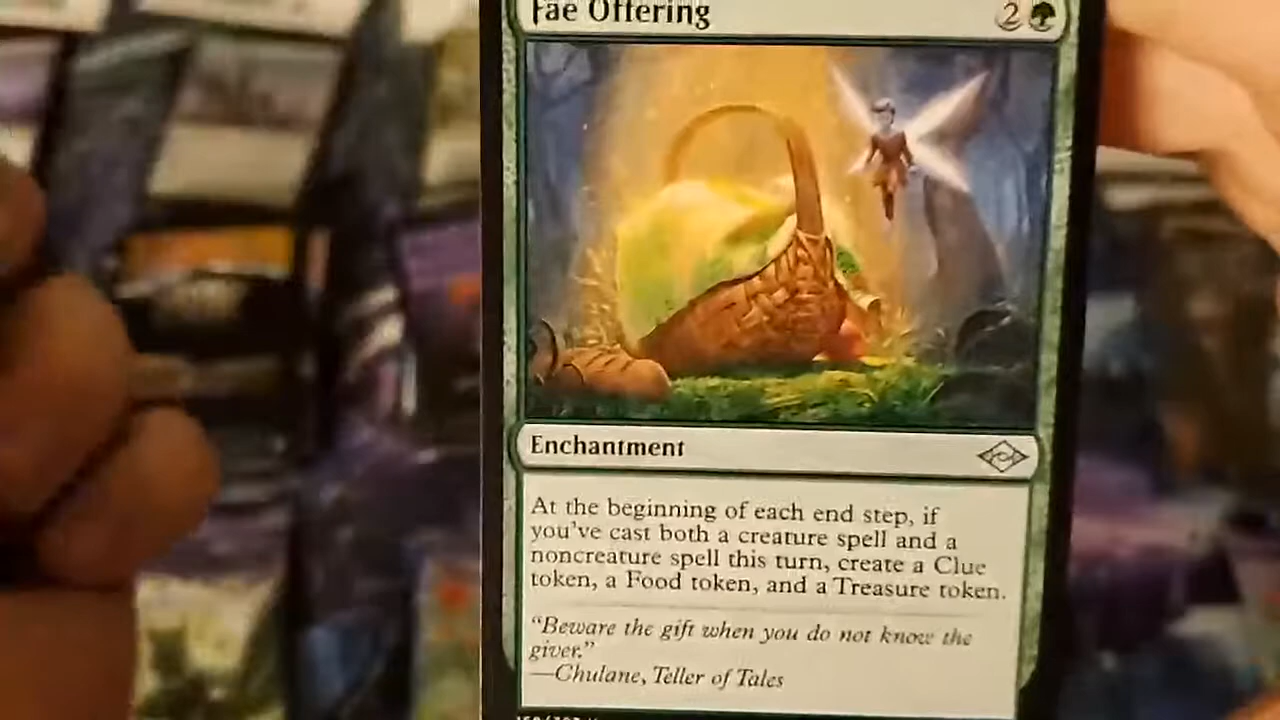 Fae Offering 2
Enchantment
At the beginning of each end step, if
you've cast both a creature spell and a
noncreature spell this turn, create a Clue
token, a Food token, and a Treasure token.
"Beware the gift when you do not know the
giver."
—Chulane, Teller of Tales